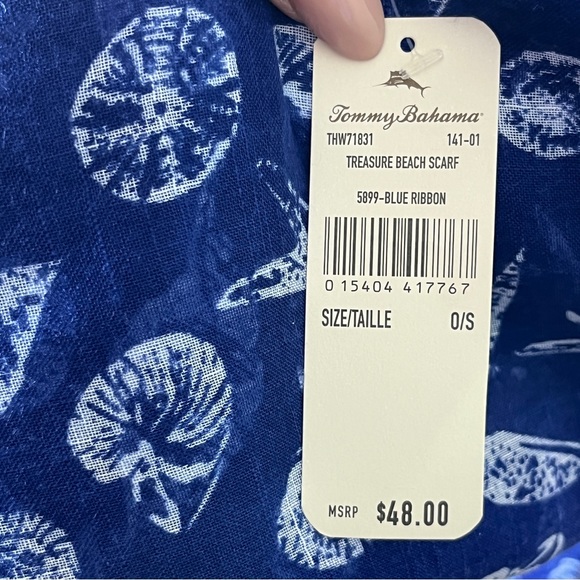 Tommy Bahama®
THW71831 141-01
TREASURE BEACH SCARF
5899-BLUE RIBBON
0 15404 417767
SIZE/TAILLE O/S
MSRP $48.00